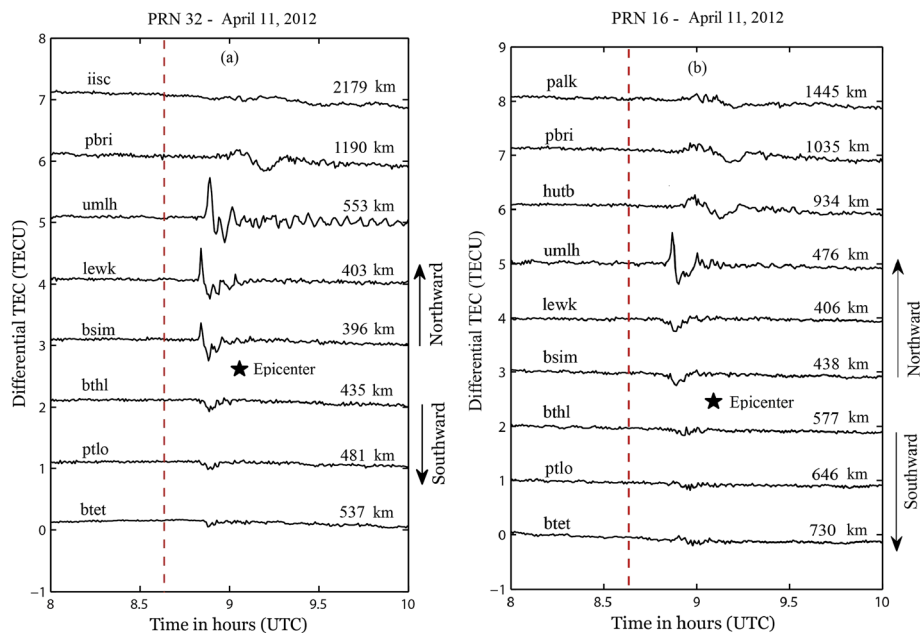 PRN 32 - April 11, 2012
(a)
8
iisc
2179 km
7
pbri
1190 km
6
umlh
553 km
5
lewk
403 km
4
bsim
396 km
3
Epicenter
bthl
435 km
2
ptlo
481 km
1
btet
537 km
0
−1
8
8.5
9
9.5
10
Time in hours (UTC)
Differential TEC (TECU)
Northward
Southward
PRN 16 - April 11, 2012
(b)
9
palk
1445 km
8
pbri
1035 km
7
hutb
934 km
6
umlh
476 km
5
lewk
406 km
4
bsim
438 km
3
Epicenter
bthl
577 km
2
ptlo
646 km
1
btet
730 km
0
−1
8
8.5
9
9.5
10
Time in hours (UTC)
Differential TEC (TECU)
Northward
Southward